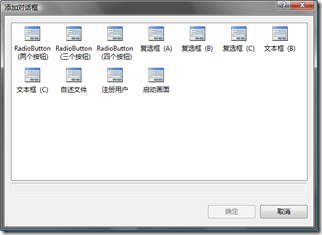 添加对话框
RadioButton RadioButton RadioButton 复选框 (A) 复选框 (B) 复选框 (C) 文本框 (B)
(两个按钮) (三个按钮) (四个按钮)
文本框 (C) 自述文件 注册用户 启动画面
确定 取消